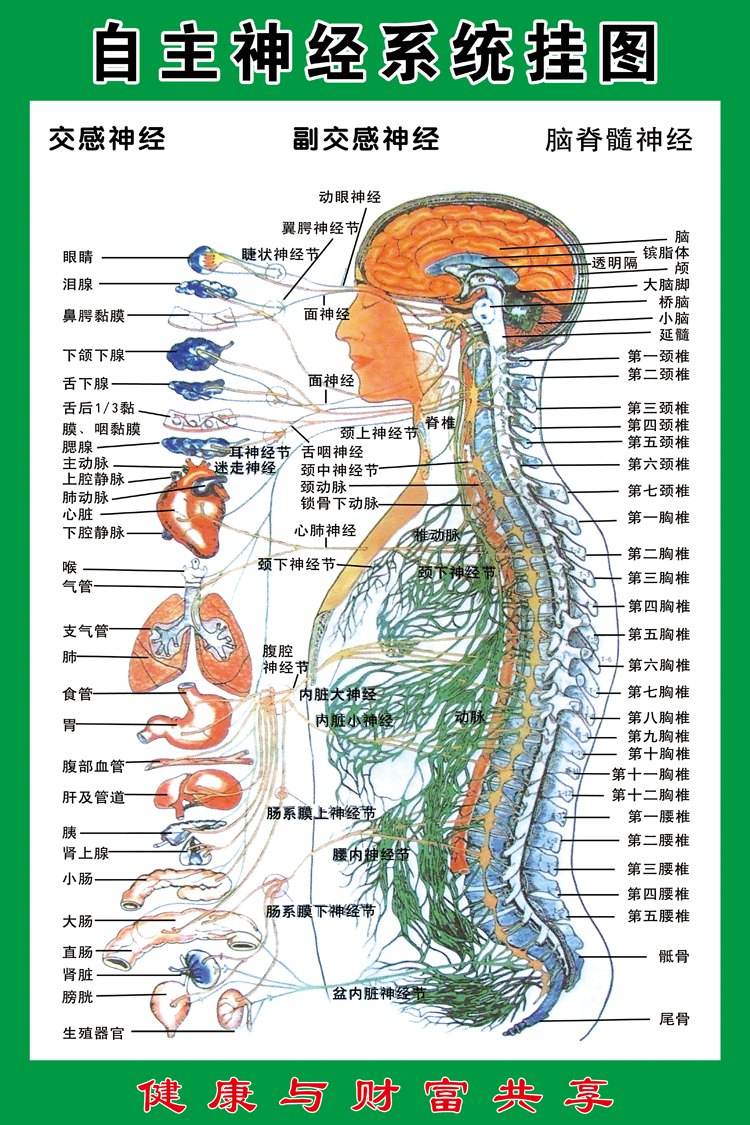 自主神经系统挂图
交感神经
副交感神经
脑脊髓神经
眼睛
泪腺
鼻腭黏膜
下颌下腺
舌下腺
舌后1/3黏
膜、咽黏膜
腮腺
主动脉
上腔静脉
肺动脉
心脏
下腔静脉
喉
气管
支气管
肺
食管
胃
腹部血管
肝及管道
胰
肾上腺
小肠
大肠
直肠
肾脏
膀胱
生殖器官
动眼神经
翼腭神经节
睫状神经节
面神经
面神经
颈上神经节
脊椎
耳神经节
舌咽神经
迷走神经
颈中神经节
颈动脉
锁骨下动脉
心肺神经
椎动脉
颈下神经节
颈下神经节
腹腔
神经节
内脏大神经
内脏小神经
动脉
肠系膜上神经节
腰内神经节
肠系膜下神经节
盆内脏神经节
脑
镔脂体
透明隔
颅
大脑脚
桥脑
小脑
延髓
第一颈椎
第二颈椎
第三颈椎
第四颈椎
第五颈椎
第六颈椎
第七颈椎
第一胸椎
第二胸椎
第三胸椎
第四胸椎
第五胸椎
第六胸椎
第七胸椎
第八胸椎
第九胸椎
第十胸椎
第十一胸椎
第十二胸椎
第一腰椎
第二腰椎
第三腰椎
第四腰椎
第五腰椎
骶骨
尾骨
健康与财富共享